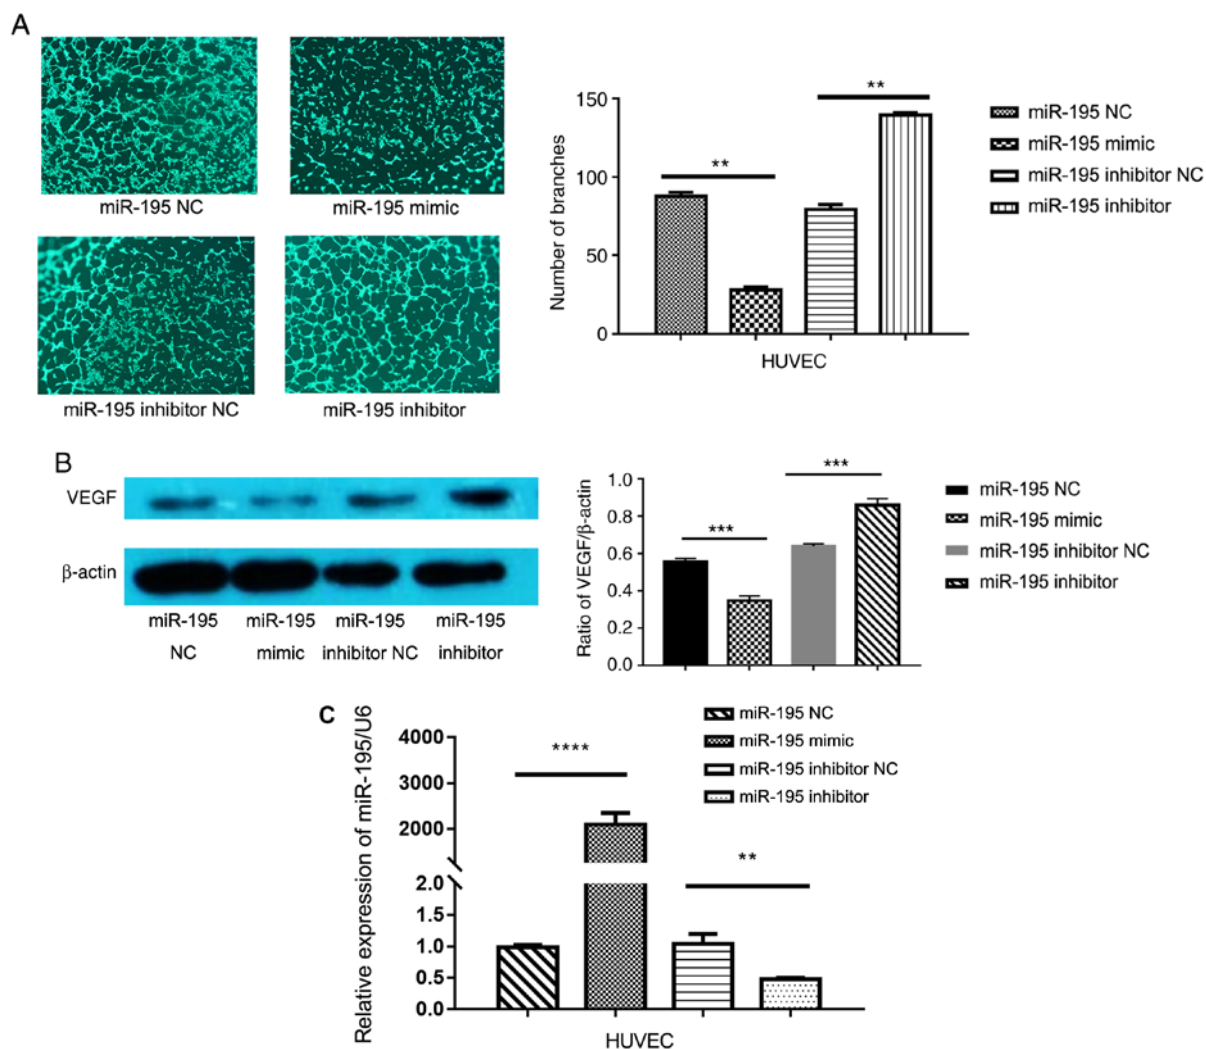 A
miR-195 NC
miR-195 mimic
miR-195 inhibitor NC
miR-195 inhibitor
Number of branches
150
100
50
0
**
**
HUVEC
miR-195 NC
miR-195 mimic
miR-195 inhibitor NC
miR-195 inhibitor
B
VEGF
β-actin
miR-195 NC
miR-195 mimic
miR-195 inhibitor NC
miR-195 inhibitor
Ratio of VEGF/β-actin
1.0
0.8
0.6
0.4
0.2
0.0
***
***
miR-195 NC
miR-195 mimic
miR-195 inhibitor NC
miR-195 inhibitor
C
Relative expression of miR-195/U6
4000
3000
2000
2.0
1.5
1.0
0.5
0.0
****
**
HUVEC
miR-195 NC
miR-195 mimic
miR-195 inhibitor NC
miR-195 inhibitor